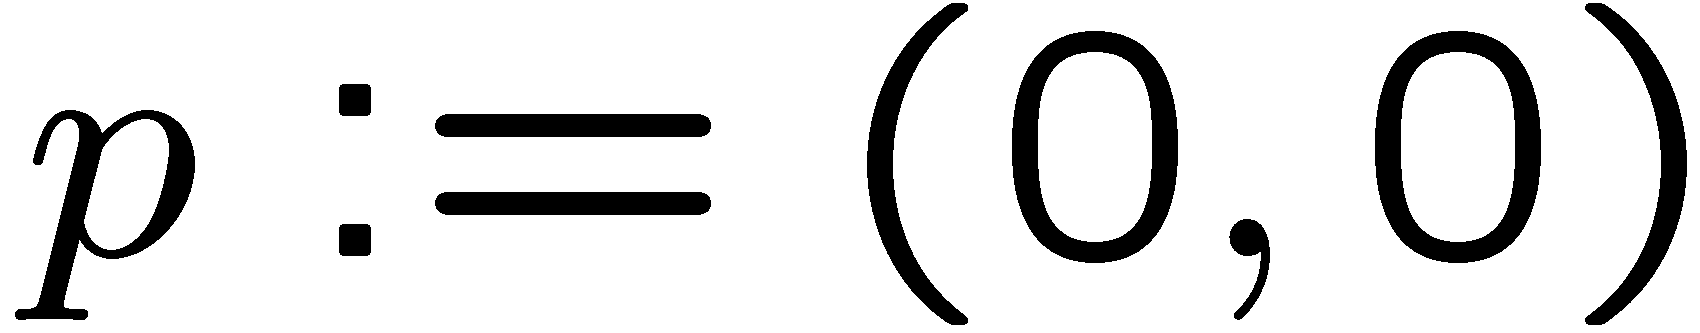 p := (0, 0)